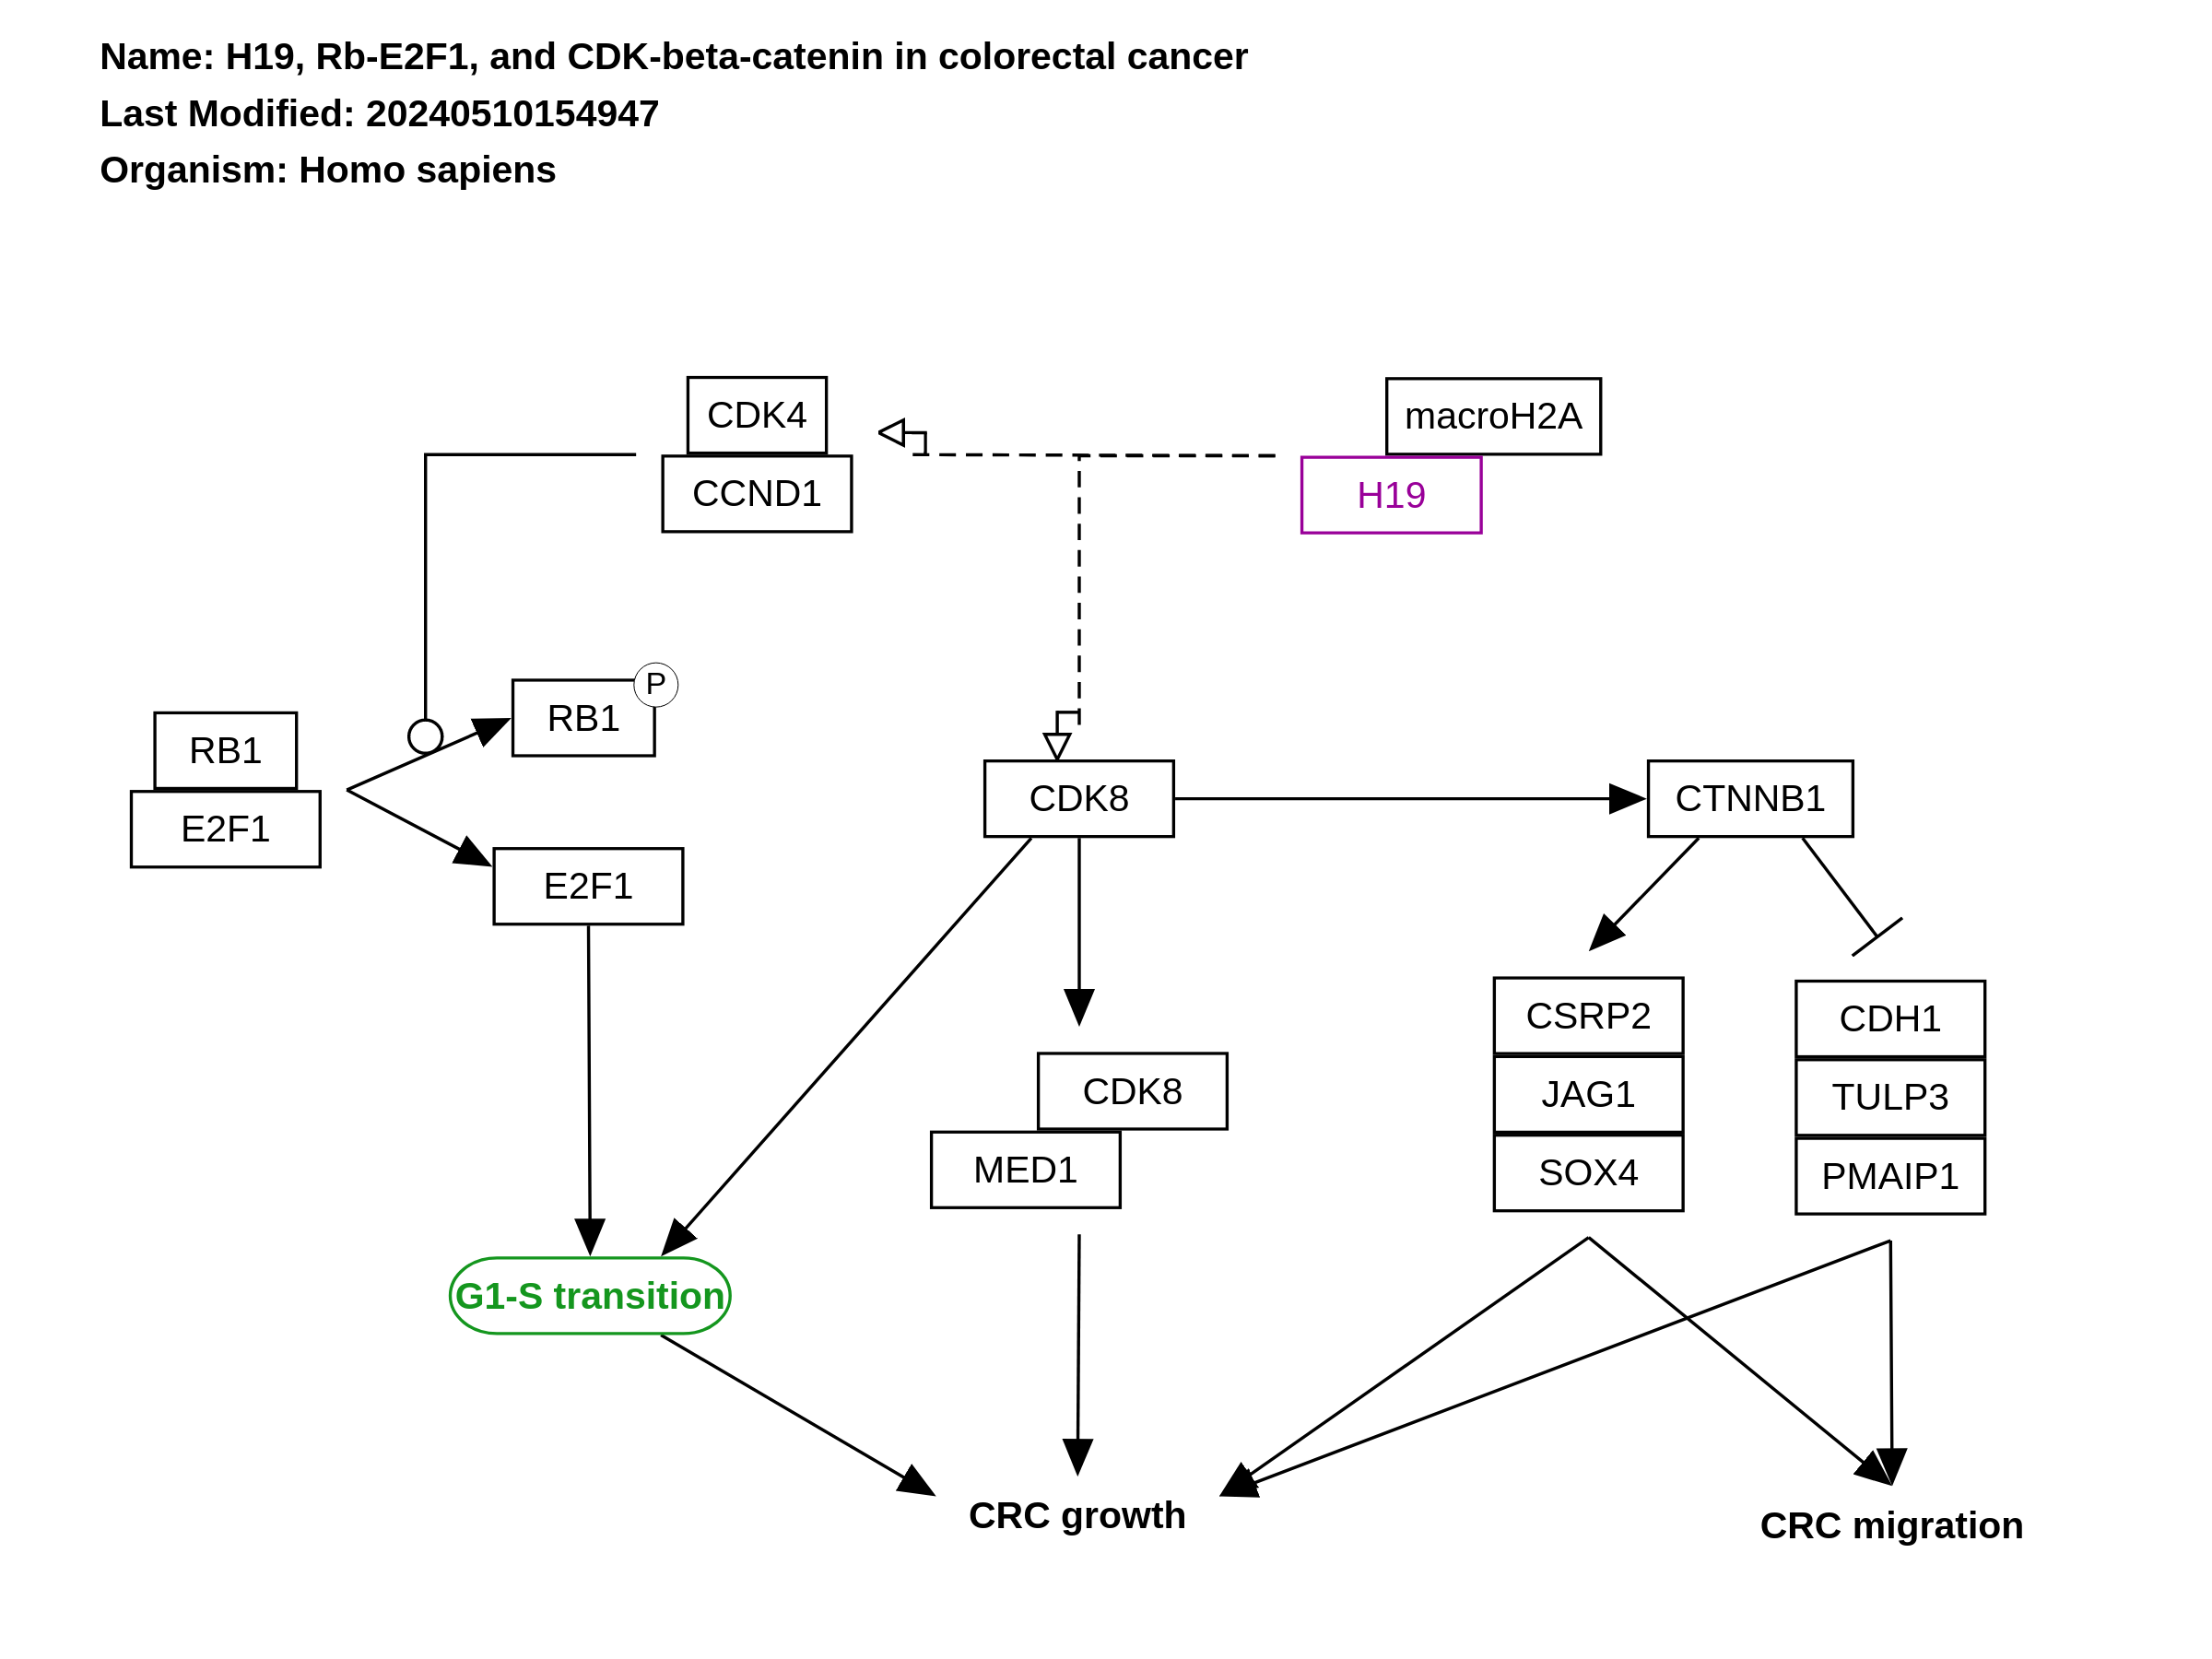 Name: H19, Rb-E2F1, and CDK-beta-catenin in colorectal cancer
Last Modified: 20240510154947
Organism: Homo sapiens
CDK4
CCND1
macroH2A
H19
P
RB1
RB1
E2F1
E2F1
CDK8
CTNNB1
CDK8
MED1
CSRP2
JAG1
SOX4
CDH1
TULP3
PMAIP1
G1-S transition
CRC growth
CRC migration